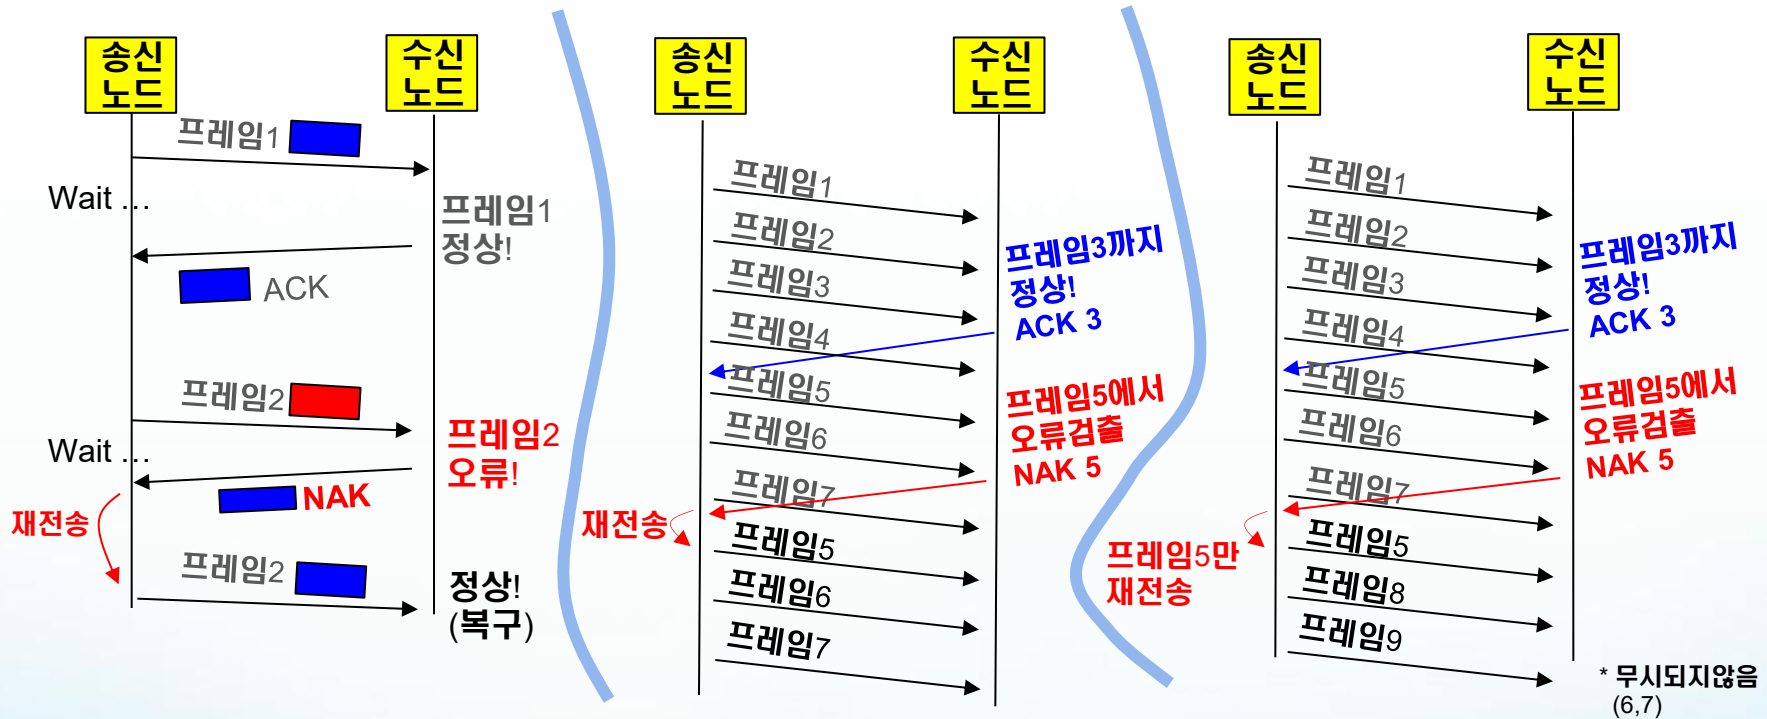 송신
노드
수신
노드
프레임1
Wait ...
프레임1
정상!
ACK
프레임2
Wait ...
프레임2
오류!
NAK
재전송
프레임2
정상!
(복구)
송신
노드
수신
노드
프레임1
프레임2
프레임3
프레임3까지
정상!
ACK 3
프레임4
프레임5
프레임5에서
오류검출
NAK 5
프레임6
프레임7
재전송
프레임5
프레임6
프레임7
송신
노드
수신
노드
프레임1
프레임2
프레임3
프레임3까지
정상!
ACK 3
프레임4
프레임5
프레임5에서
오류검출
NAK 5
프레임6
프레임7
프레임5만
재전송
프레임5
프레임8
프레임9
* 무시되지않음
(6,7)